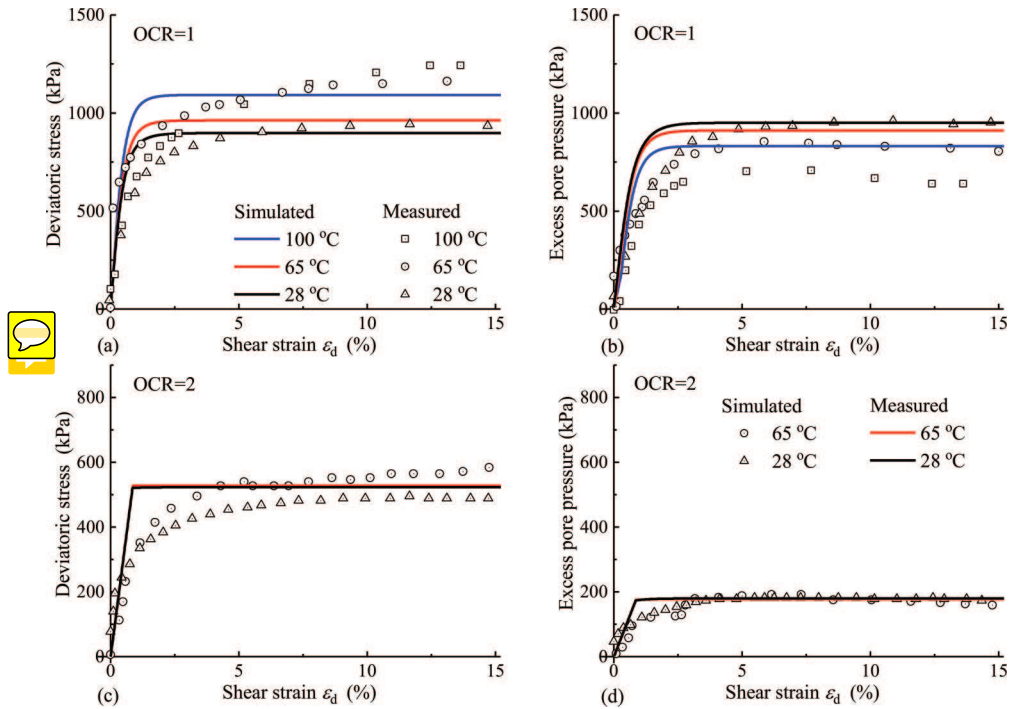 1500
OCR=1
1000
500
0
Deviatoric stress (kPa)
Simulated Measured
100 °C 100 °C
65 °C 65 °C
28 °C 28 °C
0 5 10 15
(a) Shear strain εd (%)
1500
OCR=1
1000
500
0
Excess pore pressure (kPa)
0 5 10 15
(b) Shear strain εd (%)
800
OCR=2
600
400
200
0
Deviatoric stress (kPa)
0 5 10 15
(c) Shear strain εd (%)
800
OCR=2
600
400
200
0
Excess pore pressure (kPa)
Simulated Measured
65 °C 65 °C
28 °C 28 °C
0 5 10 15
(d) Shear strain εd (%)